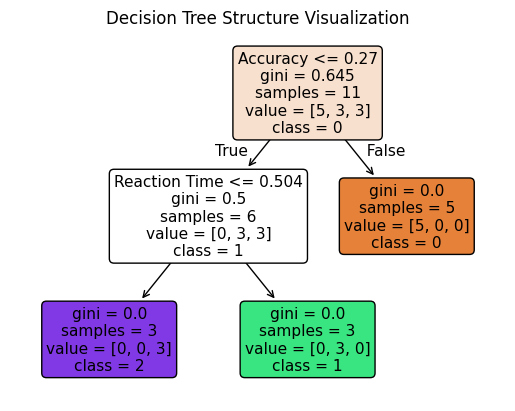 Decision Tree Structure Visualization
Accuracy <= 0.27
gini = 0.645
samples = 11
value = [5, 3, 3]
class = 0
True
False
Reaction Time <= 0.504
gini = 0.5
samples = 6
value = [0, 3, 3]
class = 1
gini = 0.0
samples = 5
value = [5, 0, 0]
class = 0
gini = 0.0
samples = 3
value = [0, 0, 3]
class = 2
gini = 0.0
samples = 3
value = [0, 3, 0]
class = 1